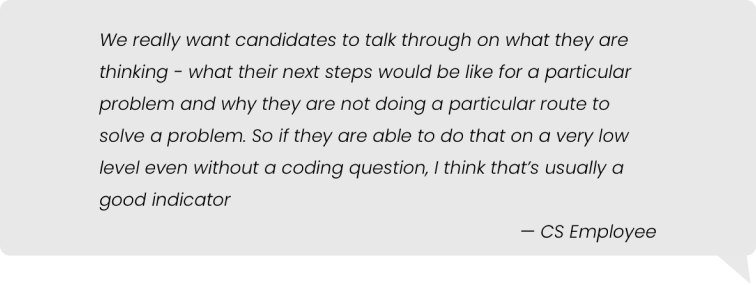 We really want candidates to talk through on what they are
thinking - what their next steps would be like for a particular
problem and why they are not doing a particular route to
solve a problem. So if they are able to do that on a very low
level even without a coding question, I think that’s usually a
good indicator
— CS Employee